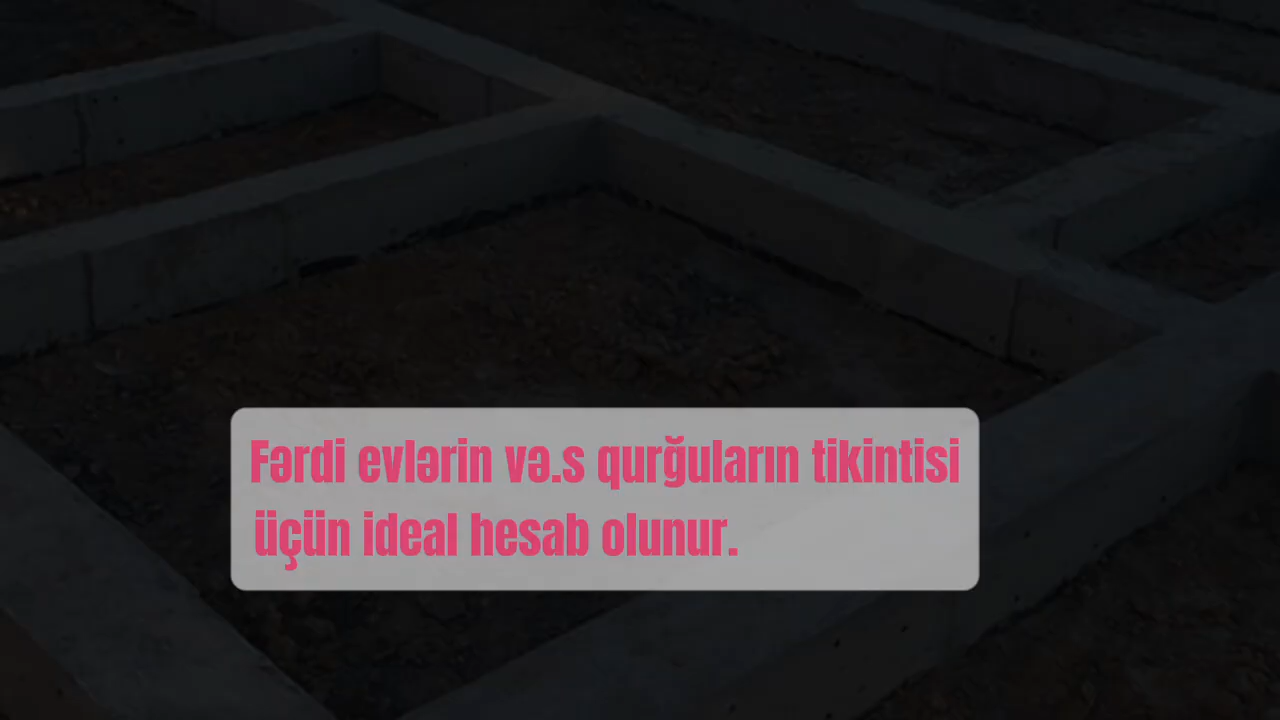 Fərdi evlərin və.s qurğuların tikintisi
üçün ideal hesab olunur.